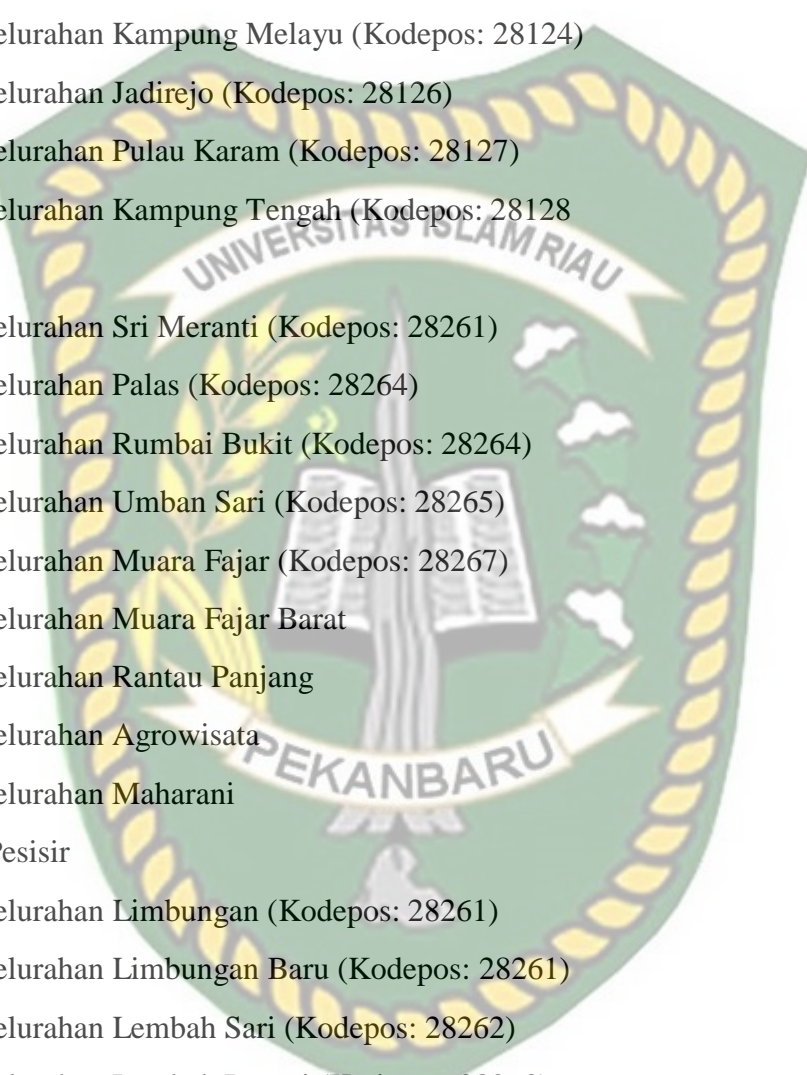 elurahan Kampung Melayu (Kodepos: 28124)
elurahan Jadirejo (Kodepos: 28126)
elurahan Pulau Karam (Kodepos: 28127)
elurahan Kampung Tengah (Kodepos: 28128
UNIVERSITAS ISLAM RIAU
elurahan Sri Meranti (Kodepos: 28261)
elurahan Palas (Kodepos: 28264)
elurahan Rumbai Bukit (Kodepos: 28264)
elurahan Umban Sari (Kodepos: 28265)
elurahan Muara Fajar (Kodepos: 28267)
elurahan Muara Fajar Barat
elurahan Rantau Panjang
elurahan Agrowisata
PEKANBARU
elurahan Maharani
Pesisir
elurahan Limbungan (Kodepos: 28261)
elurahan Limbungan Baru (Kodepos: 28261)
elurahan Lembah Sari (Kodepos: 28262)